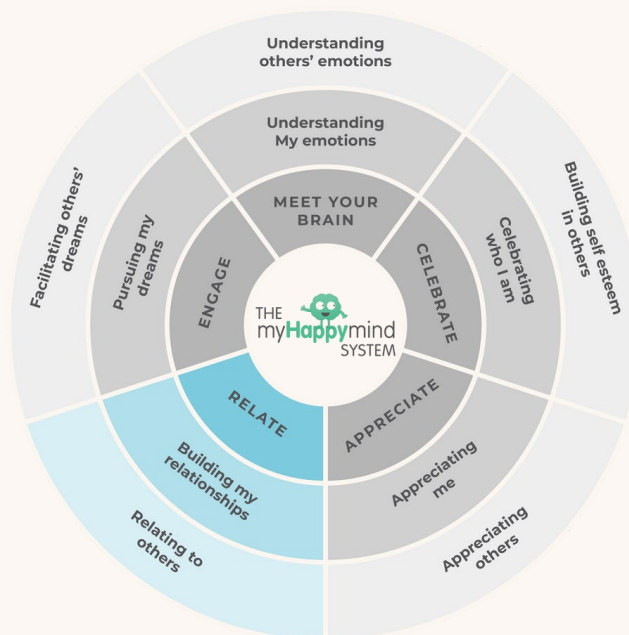 Understanding
others' emotions
Understanding
My emotions
MEET YOUR
BRAIN
Building self esteem
in others
Celebrating
who I am
CELEBRATE
Appreciating
others
Appreciating
me
APPRECIATE
Relating to
others
Building my
relationships
RELATE
Facilitating others'
dreams
Pursuing my
dreams
ENGAGE
THE
myHappymind
SYSTEM